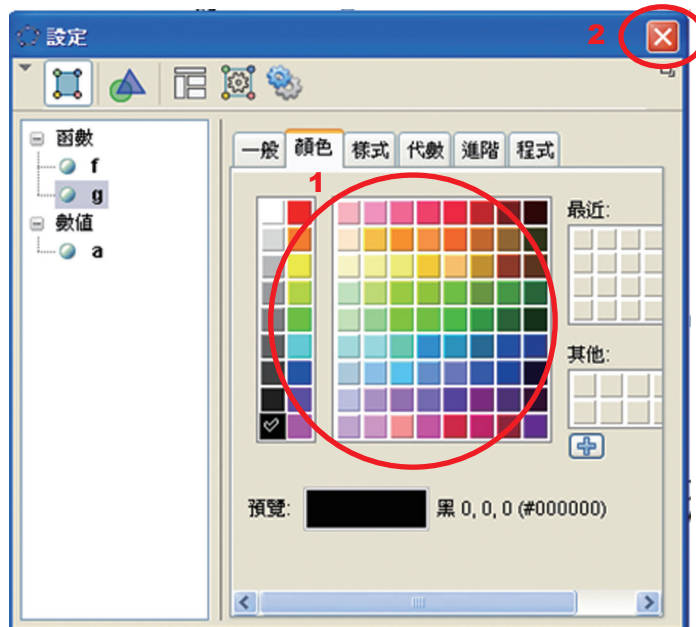 設定
2
函數
f
g
數值
a
一般 顏色 樣式 代數 進階 程式
1
最近:
其他:
預覽: 黑 0, 0, 0 (#000000)